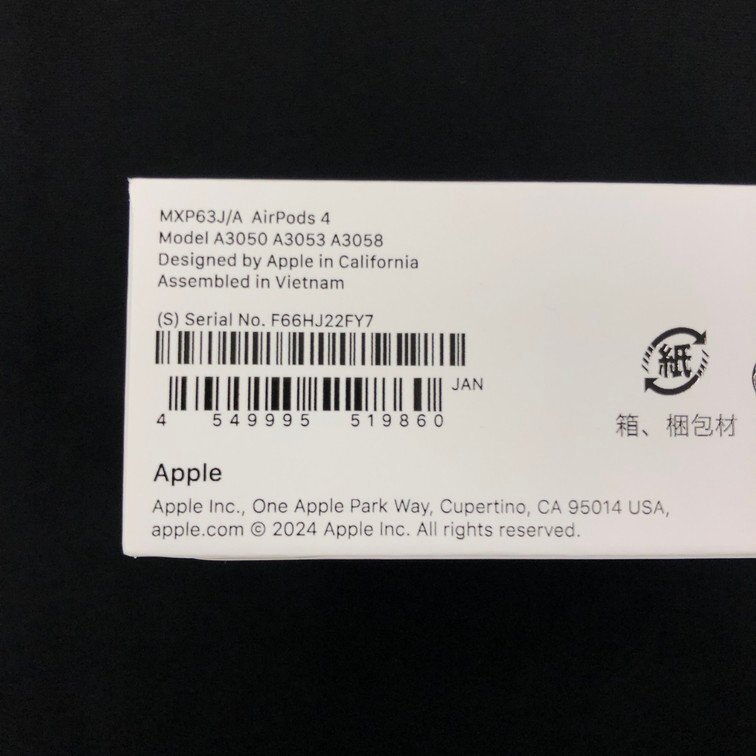 MXP63J/A AirPods 4
Model A3050 A3053 A3058
Designed by Apple in California
Assembled in Vietnam
(S) Serial No. F66HJ22FY7
JAN
4 549995 519860
紙
箱、梱包材
Apple
Apple Inc., One Apple Park Way, Cupertino, CA 95014 USA,
apple.com © 2024 Apple Inc. All rights reserved.